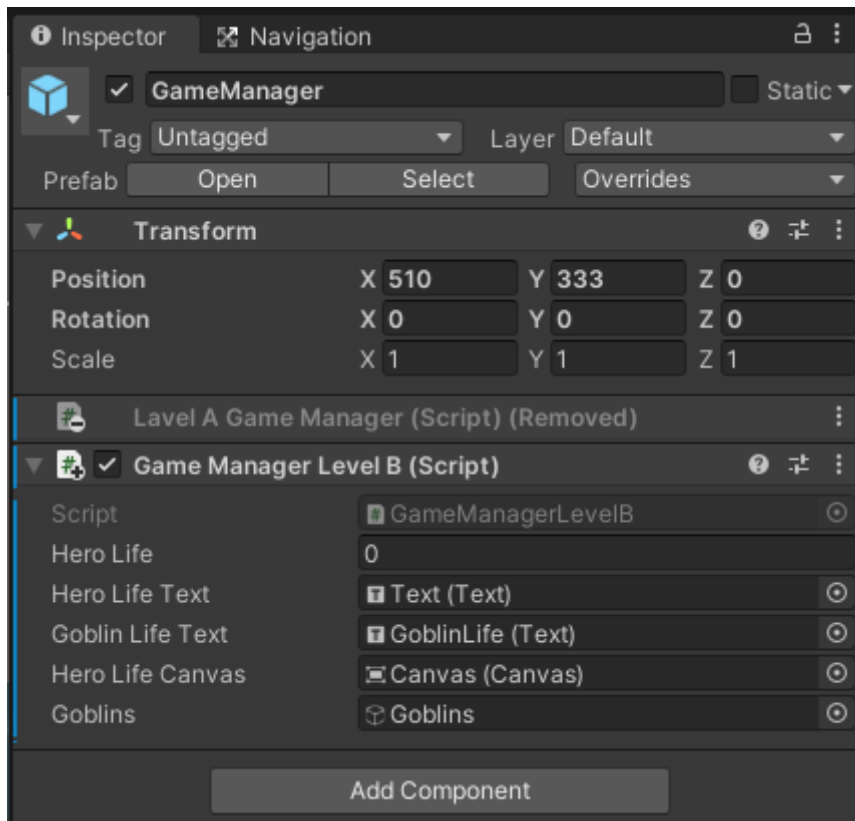 Inspector Navigation
GameManager Static
Tag Untagged Layer Default
Prefab Open Select Overrides
Transform
Position X 510 Y 333 Z 0
Rotation X 0 Y 0 Z 0
Scale X 1 Y 1 Z 1
Lavel A Game Manager (Script) (Removed)
Game Manager Level B (Script)
Script GameManagerLevelB
Hero Life 0
Hero Life Text Text (Text)
Goblin Life Text GoblinLife (Text)
Hero Life Canvas Canvas (Canvas)
Goblins Goblins
Add Component